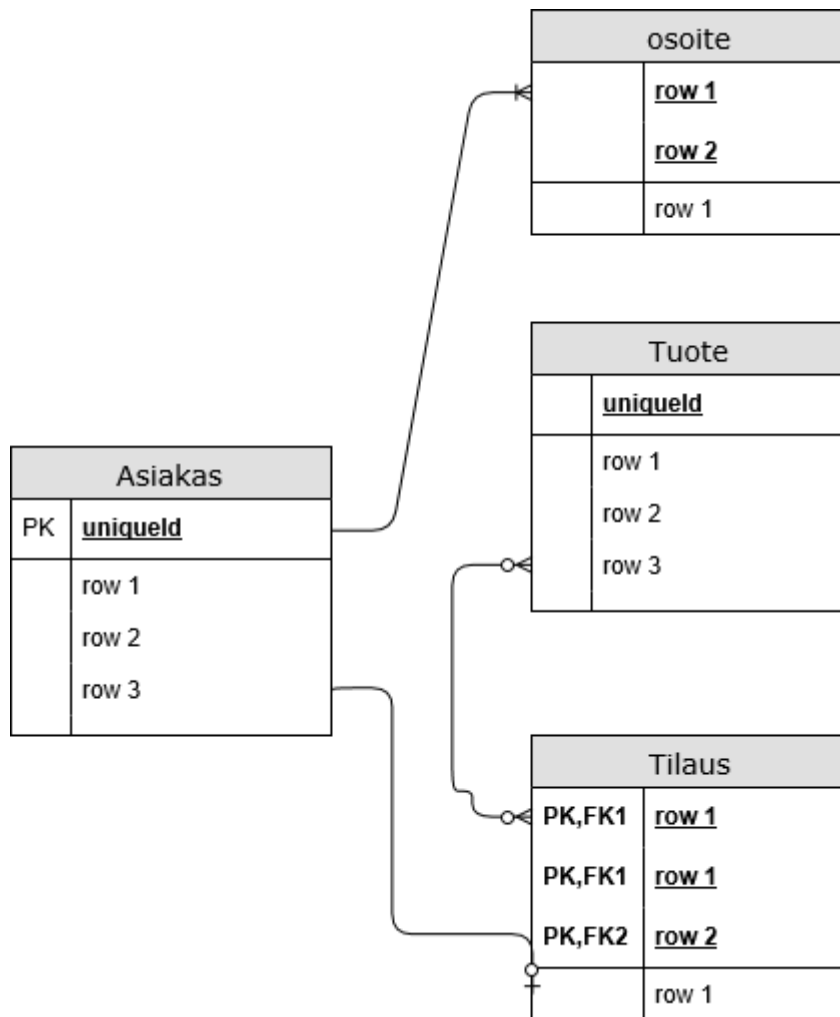 osoite
row 1
row 2
row 1
Tuote
uniqueId
row 1
row 2
row 3
Asiakas
PK uniqueId
row 1
row 2
row 3
Tilaus
PK,FK1 row 1
PK,FK1 row 1
PK,FK2 row 2
row 1